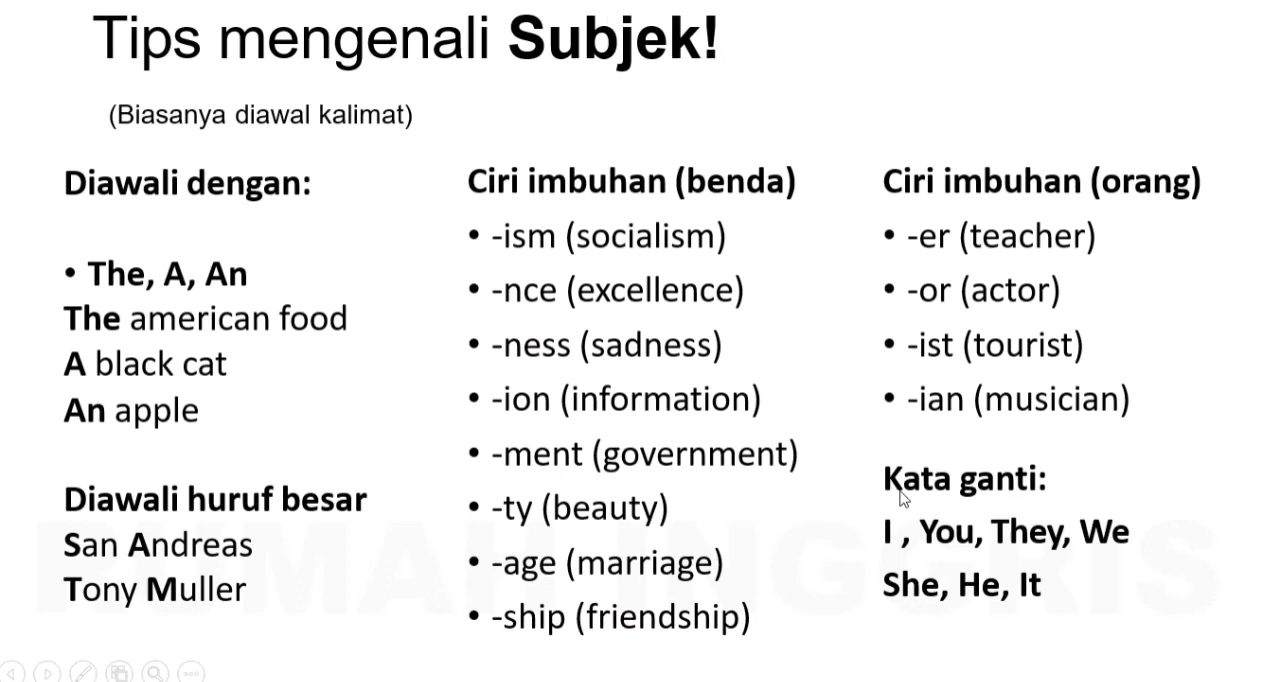 Tips mengenali Subjek!
(Biasanya diawal kalimat)
Diawali dengan:
• The, A, An
The american food
A black cat
An apple
Diawali huruf besar
San Andreas
Tony Muller
Ciri imbuhan (benda)
• -ism (socialism)
• -nce (excellence)
• -ness (sadness)
• -ion (information)
• -ment (government)
• -ty (beauty)
• -age (marriage)
• -ship (friendship)
Ciri imbuhan (orang)
• -er (teacher)
• -or (actor)
• -ist (tourist)
• -ian (musician)
Kata ganti:
I , You, They, We
She, He, It
RUMAH INGGRIS